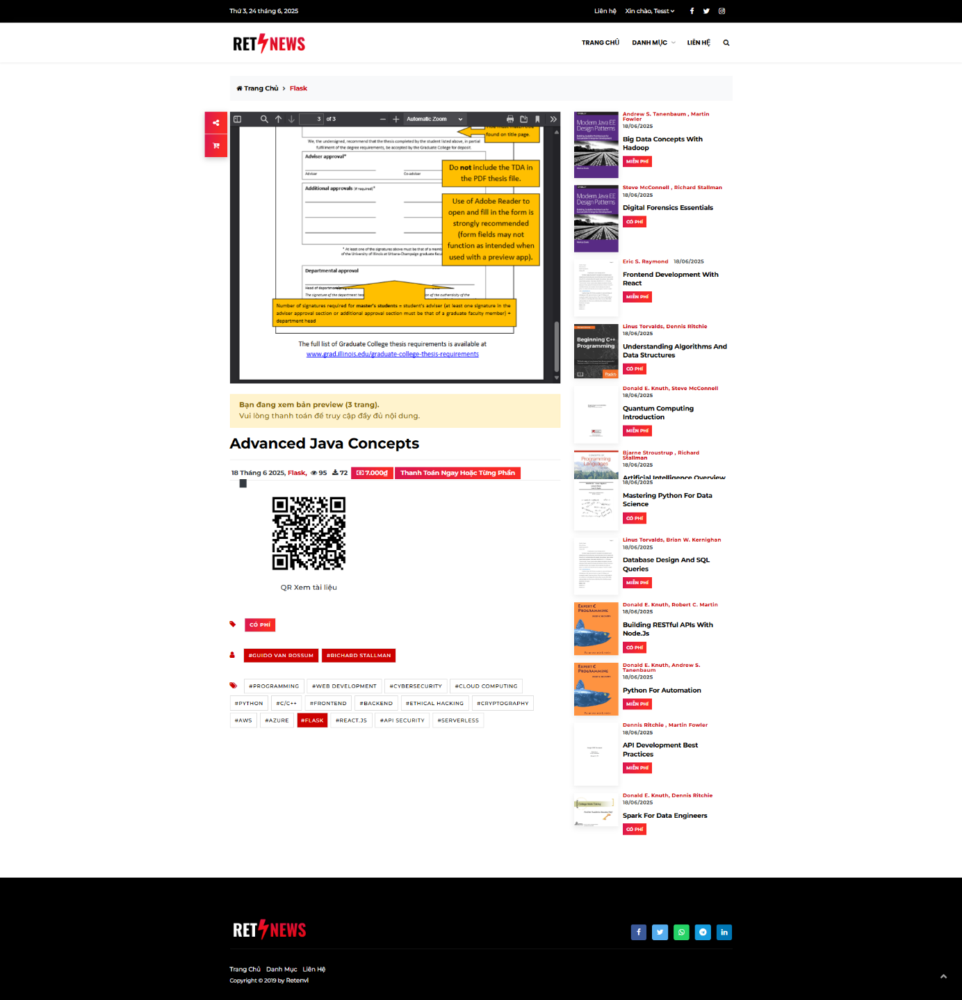 Thứ 3, 24 tháng 6, 2025
Liên hệ
Xin chào, Tesst
RETNEWS
TRANG CHỦ
DANH MỤC
LIÊN HỆ
Trang Chủ > Flask
3 of 3
Automatic Zoom
found on title page.
We, the undersigned, recommend that the thesis completed by the student listed above, in partial
fulfillment of the degree requirements, be accepted by the Graduate College for deposit.
Adviser approval*
Adviser
Co-adviser
Do not include the TDA in
the PDF thesis file.
Additional approvals (if required)*
Use of Adobe Reader to
open and fill in the form is
strongly recommended
(form fields may not
function as intended when
used with a preview app).
* At least one of the signatures above must be that of a
of the University of Illinois at Urbana-Champaign graduate
Departmental approval
Head of department/program
The signature of the department
of the authenticity of the
Number of signatures required for master's students = student's adviser (at least one signature in the
adviser approval section or additional approval section must be that of a graduate faculty member) +
department head
The full list of Graduate College thesis requirements is available at
www.grad.illinois.edu/graduate-college-thesis-requirements
Bạn đang xem bản preview (3 trang).
Vui lòng thanh toán để truy cập đầy đủ nội dung.
Advanced Java Concepts
18 Tháng 6 2025, Flask, 95 72 7.000₫ Thanh Toán Ngay Hoặc Từng Phần
QR Xem tài liệu
CÓ PHÍ
#GUIDO VAN ROSSUM #RICHARD STALLMAN
#PROGRAMMING #WEB DEVELOPMENT #CYBERSECURITY #CLOUD COMPUTING
#PYTHON #C/C++ #FRONTEND #BACKEND #ETHICAL HACKING #CRYPTOGRAPHY
#AWS #AZURE #FLASK #REACT.JS #API SECURITY #SERVERLESS
Modern Java EE
Design Patterns
Andrew S. Tanenbaum , Martin
Fowler
18/06/2025
Big Data Concepts With
Hadoop
MIỄN PHÍ
Modern Java EE
Design Patterns
Steve McConnell , Richard Stallman
18/06/2025
Digital Forensics Essentials
CÓ PHÍ
Eric S. Raymond 18/06/2025
Frontend Development With
React
MIỄN PHÍ
Beginning C++
Programming
Packt
Linus Torvalds, Dennis Ritchie
18/06/2025
Understanding Algorithms And
Data Structures
CÓ PHÍ
Donald E. Knuth, Steve McConnell
18/06/2025
Quantum Computing
Introduction
MIỄN PHÍ
Programming
Languages
Bjarne Stroustrup , Richard
Stallman
18/06/2025
Artificial Intelligence Overview
18/06/2025
Mastering Python For Data
Science
CÓ PHÍ
Linus Torvalds, Brian W. Kernighan
18/06/2025
Database Design And SQL
Queries
MIỄN PHÍ
EXPERT C
PROGRAMMING
Donald E. Knuth, Robert C. Martin
18/06/2025
Building RESTful APIs With
Node.Js
CÓ PHÍ
EXPERT C
PROGRAMMING
Donald E. Knuth, Andrew S.
Tanenbaum
18/06/2025
Python For Automation
MIỄN PHÍ
Dennis Ritchie , Martin Fowler
18/06/2025
API Development Best
Practices
MIỄN PHÍ
Donald E. Knuth, Dennis Ritchie
18/06/2025
Spark For Data Engineers
CÓ PHÍ
RETNEWS
Trang Chủ Danh Mục Liên Hệ
Copyright © 2019 by Retenvi